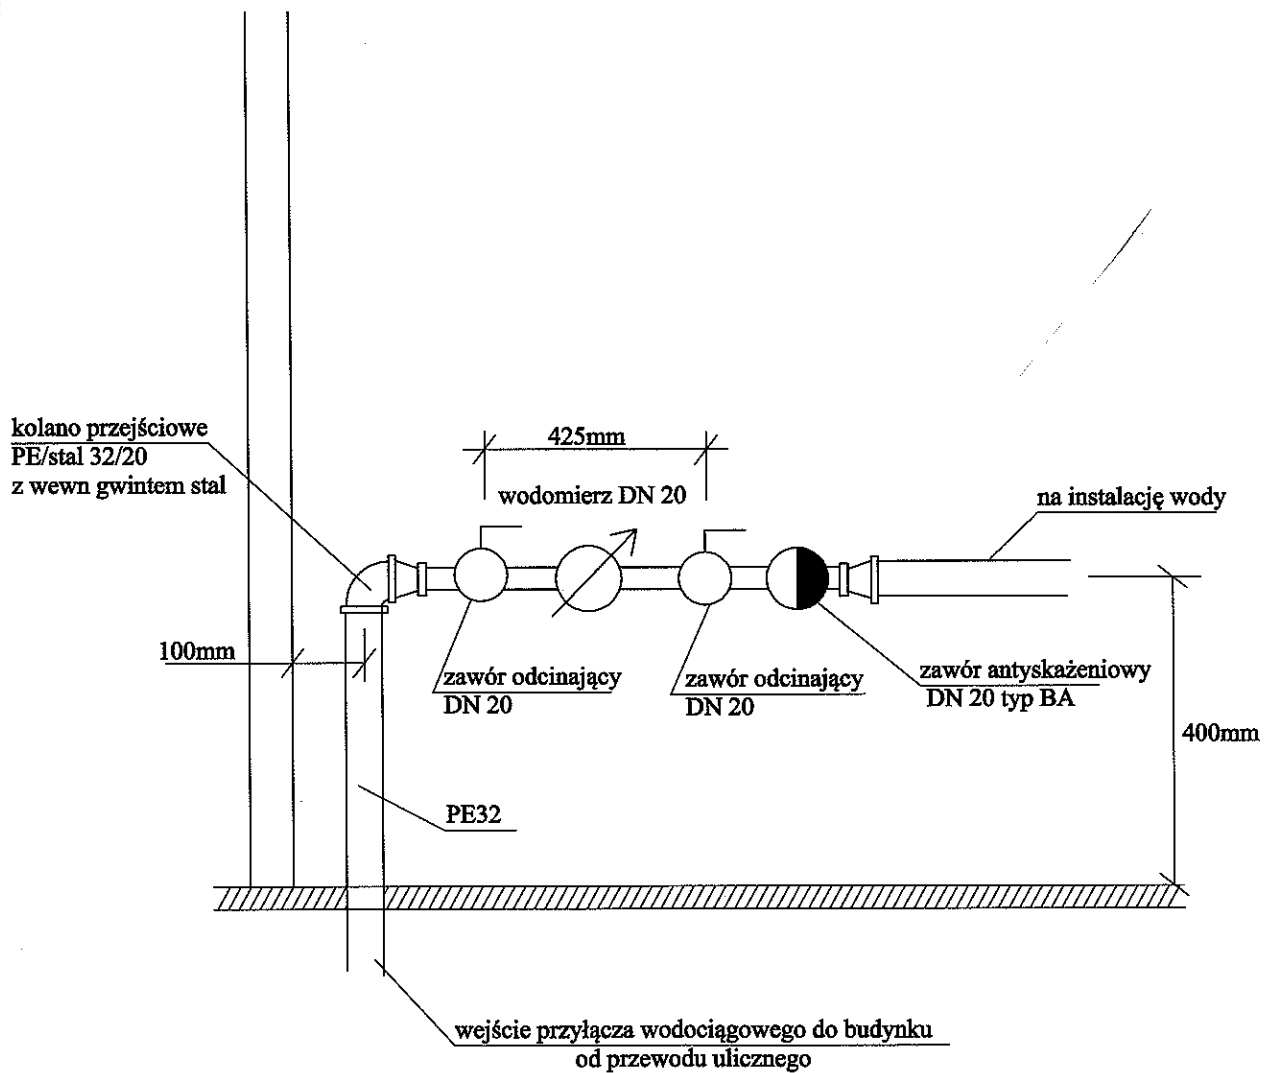 kolano przejściowe
PE/stal 32/20
z wewn gwintem stal
425mm
wodomierz DN 20
na instalację wody
100mm
zawór odcinający
DN 20
zawór odcinający
DN 20
zawór antyskażeniowy
DN 20 typ BA
400mm
PE32
wejście przyłącza wodociągowego do budynku
od przewodu ulicznego